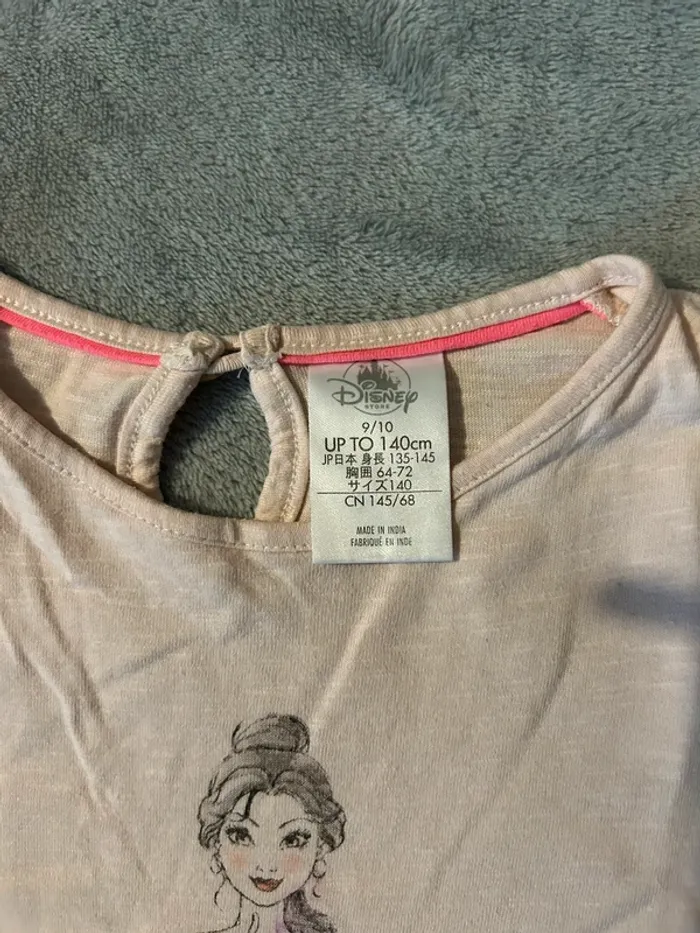 Disney
STORE
9/10
UP TO 140cm
JP日本 身長 135-145
胸囲 64-72
サイズ140
CN 145/68
MADE IN INDIA
FABRIQUÉ EN INDE